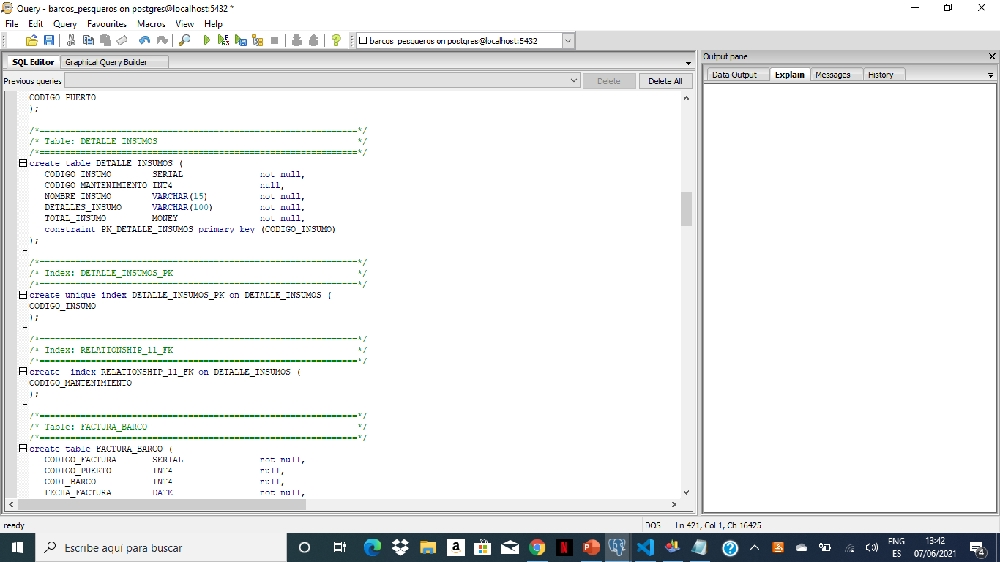 Query - barcos_pesqueros on postgres@localhost:5432 *
File Edit Query Favourites Macros View Help
barcos_pesqueros on postgres@localhost:5432
SQL Editor Graphical Query Builder
Previous queries Delete Delete All
CODIGO_PUERTO
);
/*==============================================================*/
/* Table: DETALLE_INSUMOS */
/*==============================================================*/
create table DETALLE_INSUMOS (
CODIGO_INSUMO SERIAL not null,
CODIGO_MANTENIMIENTO INT4 null,
NOMBRE_INSUMO VARCHAR(15) not null,
DETALLES_INSUMO VARCHAR(100) not null,
TOTAL_INSUMO MONEY not null,
constraint PK_DETALLE_INSUMOS primary key (CODIGO_INSUMO)
);
/*==============================================================*/
/* Index: DETALLE_INSUMOS_PK */
/*==============================================================*/
create unique index DETALLE_INSUMOS_PK on DETALLE_INSUMOS (
CODIGO_INSUMO
);
/*==============================================================*/
/* Index: RELATIONSHIP_11_FK */
/*==============================================================*/
create  index RELATIONSHIP_11_FK on DETALLE_INSUMOS (
CODIGO_MANTENIMIENTO
);
/*==============================================================*/
/* Table: FACTURA_BARCO */
/*==============================================================*/
create table FACTURA_BARCO (
CODIGO_FACTURA SERIAL not null,
CODIGO_PUERTO INT4 null,
CODI_BARCO INT4 null,
FECHA_FACTURA DATE not null,
Output pane
Data Output Explain Messages History
ready DOS Ln 421, Col 1, Ch 16425
Escribe aquí para buscar
ENG
ES
13:42
07/06/2021
4